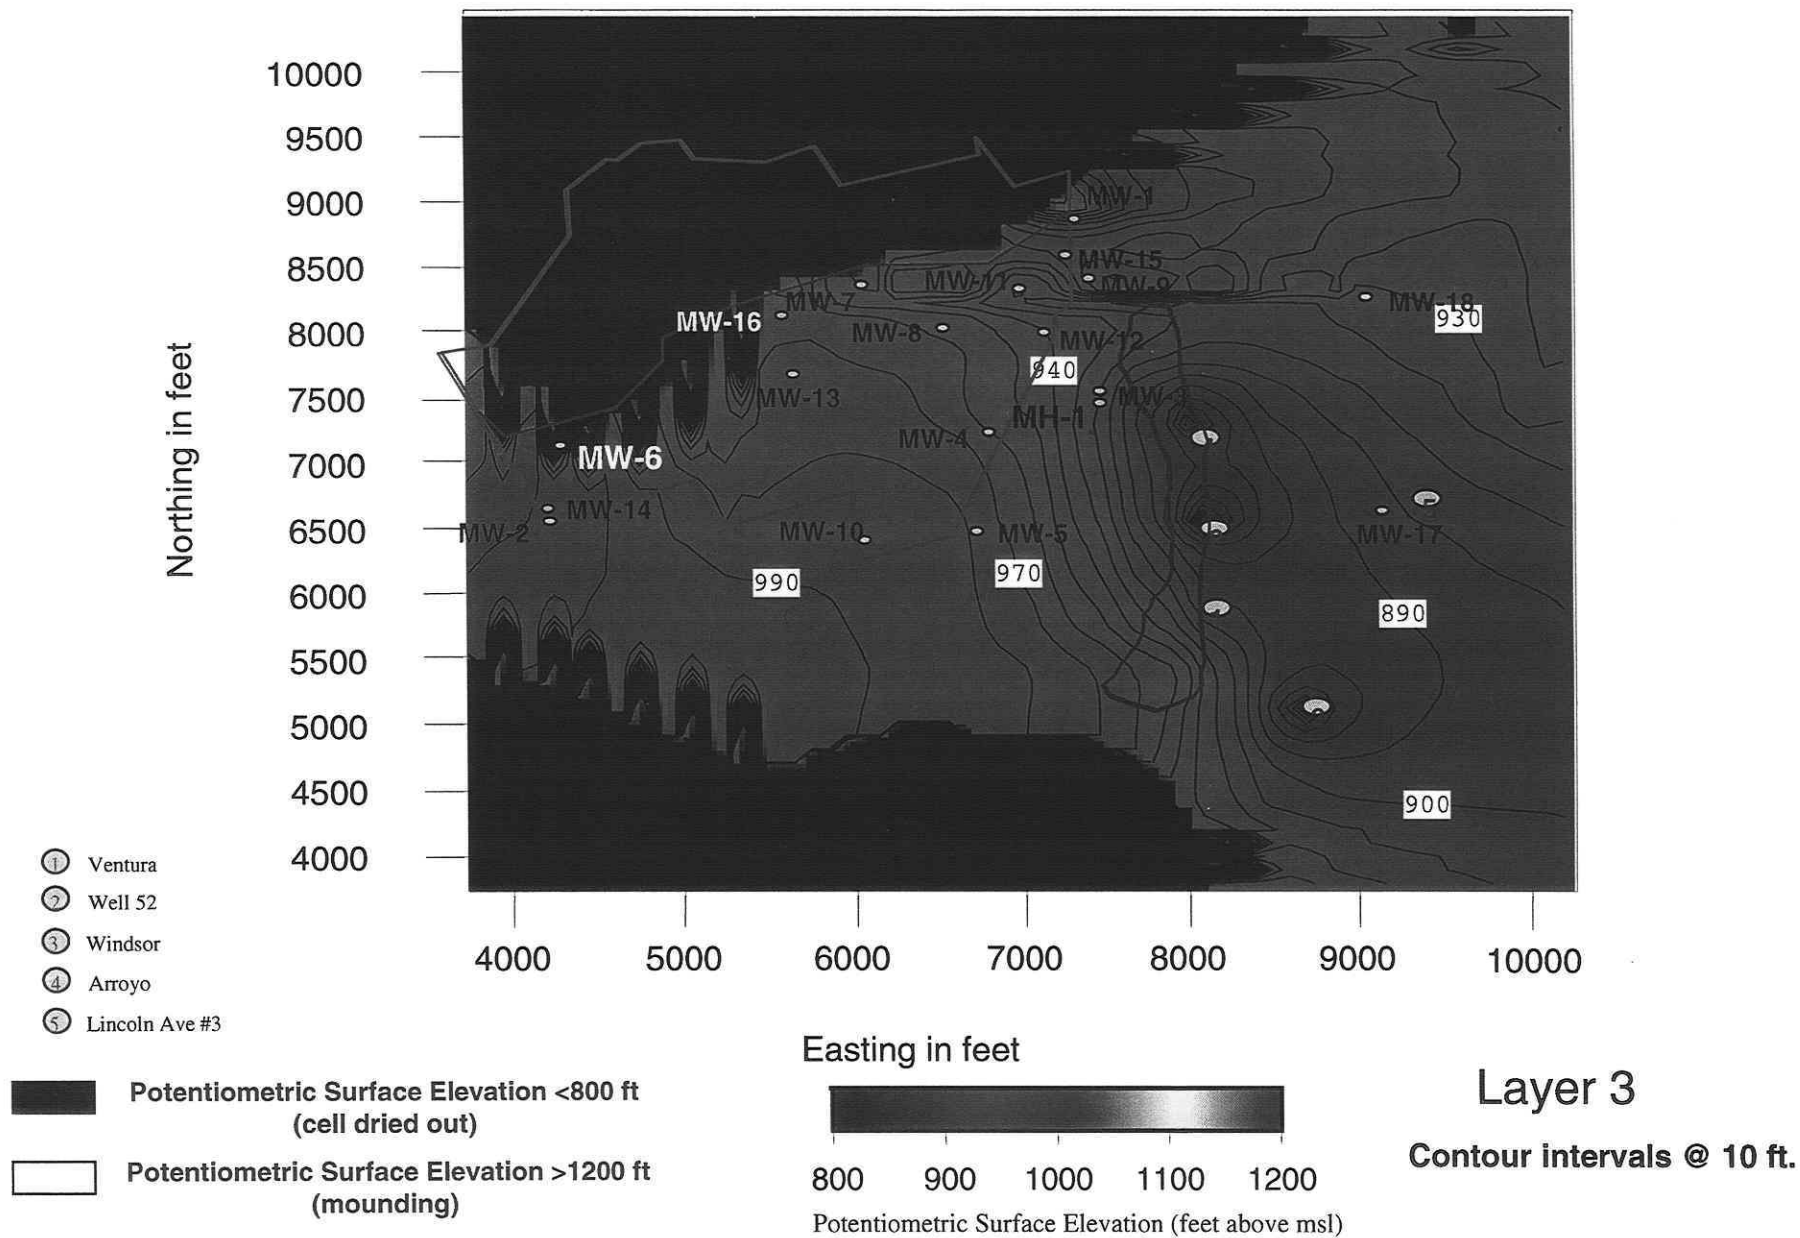 10000
9500
9000
8500
8000
7500
7000
6500
6000
5500
5000
4500
4000
Northing in feet
MW-1
MW-15
MW-11
MW-9
MW-7
MW-18
930
MW-16
MW-8
MW-12
940
MW-13
MW-3
MH-1
MW-4
MW-6
MW-14
MW-2
MW-10
MW-5
MW-17
990
970
890
900
4000 5000 6000 7000 8000 9000 10000
Easting in feet
1 Ventura
2 Well 52
3 Windsor
4 Arroyo
5 Lincoln Ave #3
Potentiometric Surface Elevation <800 ft
(cell dried out)
Potentiometric Surface Elevation >1200 ft
(mounding)
800 900 1000 1100 1200
Potentiometric Surface Elevation (feet above msl)
Layer 3
Contour intervals @ 10 ft.